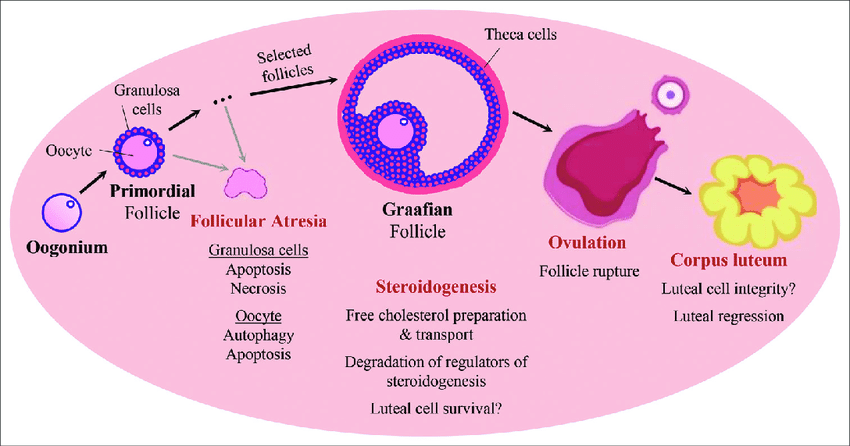 Granulosa
cells
Oocyte
Primordial
Follicle
Oogonium
...
Selected
follicles
Follicular Atresia
Granulosa cells
Apoptosis
Necrosis
Oocyte
Autophagy
Apoptosis
Theca cells
Graafian
Follicle
Steroidogenesis
Free cholesterol preparation
& transport
Degradation of regulators of
steroidogenesis
Luteal cell survival?
Ovulation
Follicle rupture
Corpus luteum
Luteal cell integrity?
Luteal regression